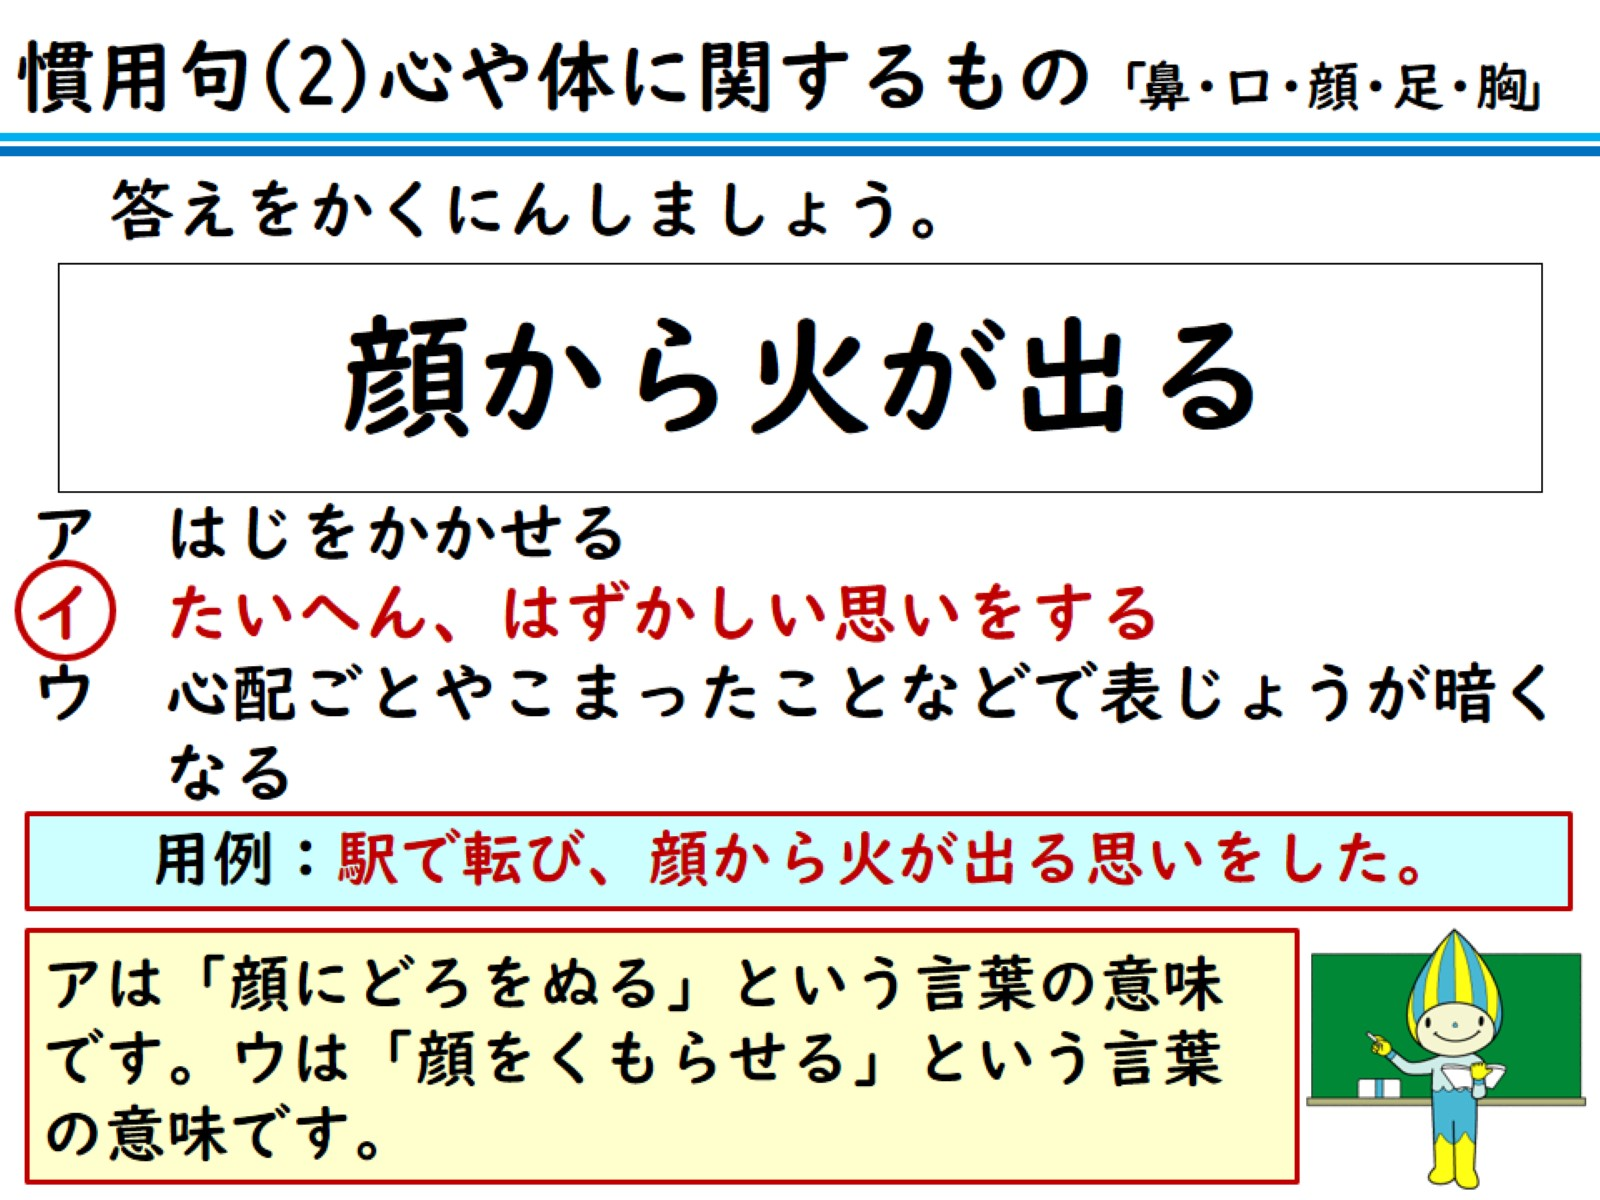 慣用句(2)心や体に関するもの「鼻・口・顔・足・胸」
答えをかくにんしましょう。
顔から火が出る
ア　はじをかかせる
イ　たいへん、はずかしい思いをする
ウ　心配ごとやこまったことなどで表じょうが暗く
なる
用例：駅で転び、顔から火が出る思いをした。
アは「顔にどろをぬる」という言葉の意味
です。ウは「顔をくもらせる」という言葉
の意味です。